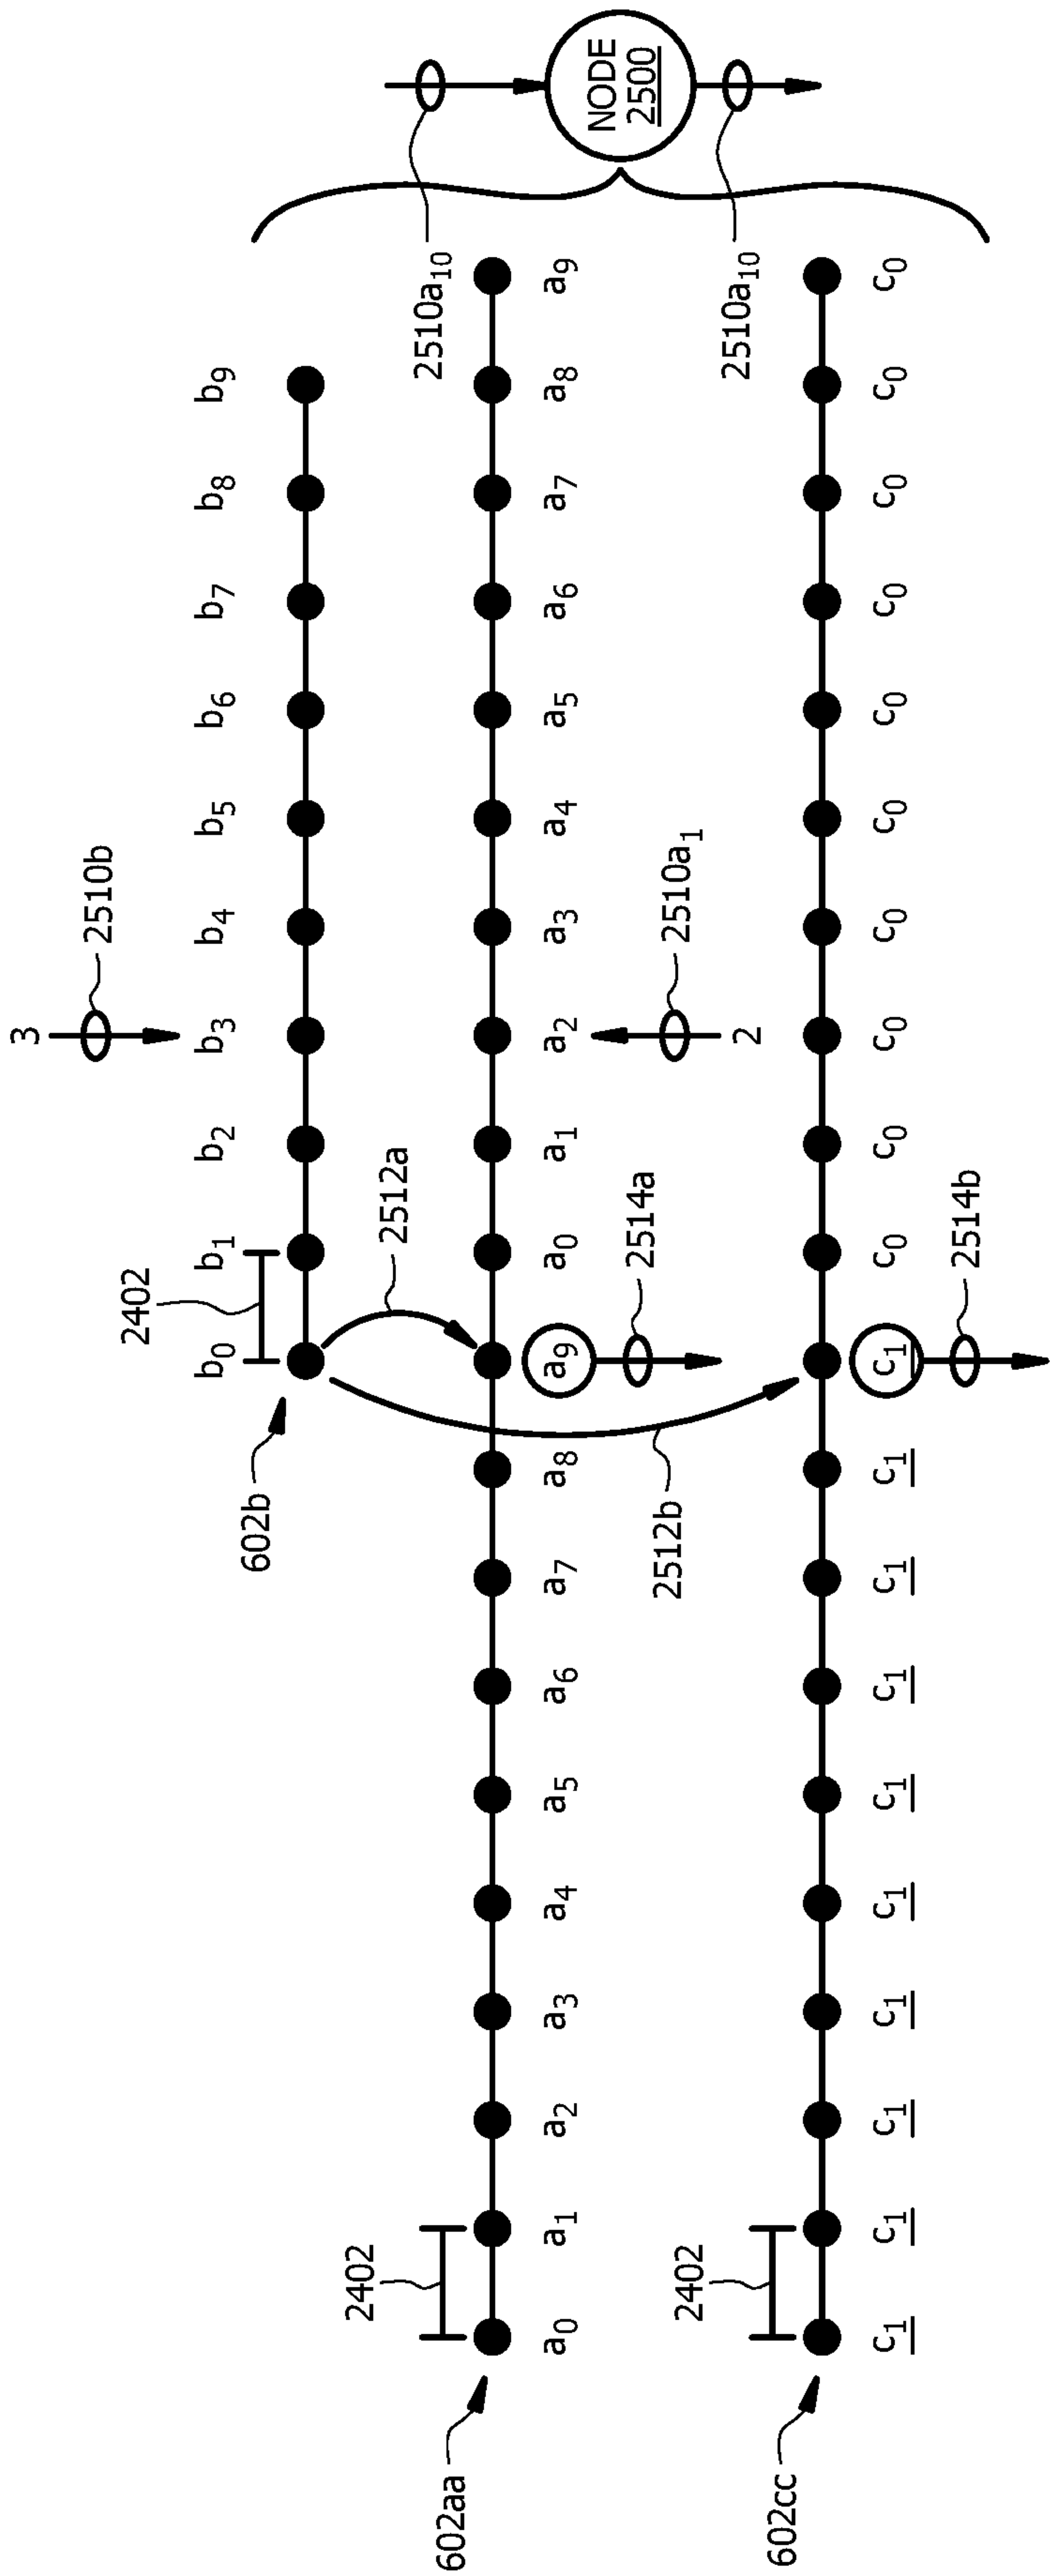 3
2510b
2402
b₀ b₁ b₂ b₃ b₄ b₅ b₆ b₇ b₈ b₉
602b
2402
2512a
2510a₁₀
602aa
a₀ a₁ a₂ a₃ a₄ a₅ a₆ a₇ a₈ a₉ a₀ a₁ a₂ a₃ a₄ a₅ a₆ a₇ a₈ a₉
NODE
2500
2514a
2512b
2510a₁
2402
2510a₁₀
2
602cc
c₁ c₁ c₁ c₁ c₁ c₁ c₁ c₁ c₁ c₁ c₀ c₀ c₀ c₀ c₀ c₀ c₀ c₀ c₀ c₀
2514b